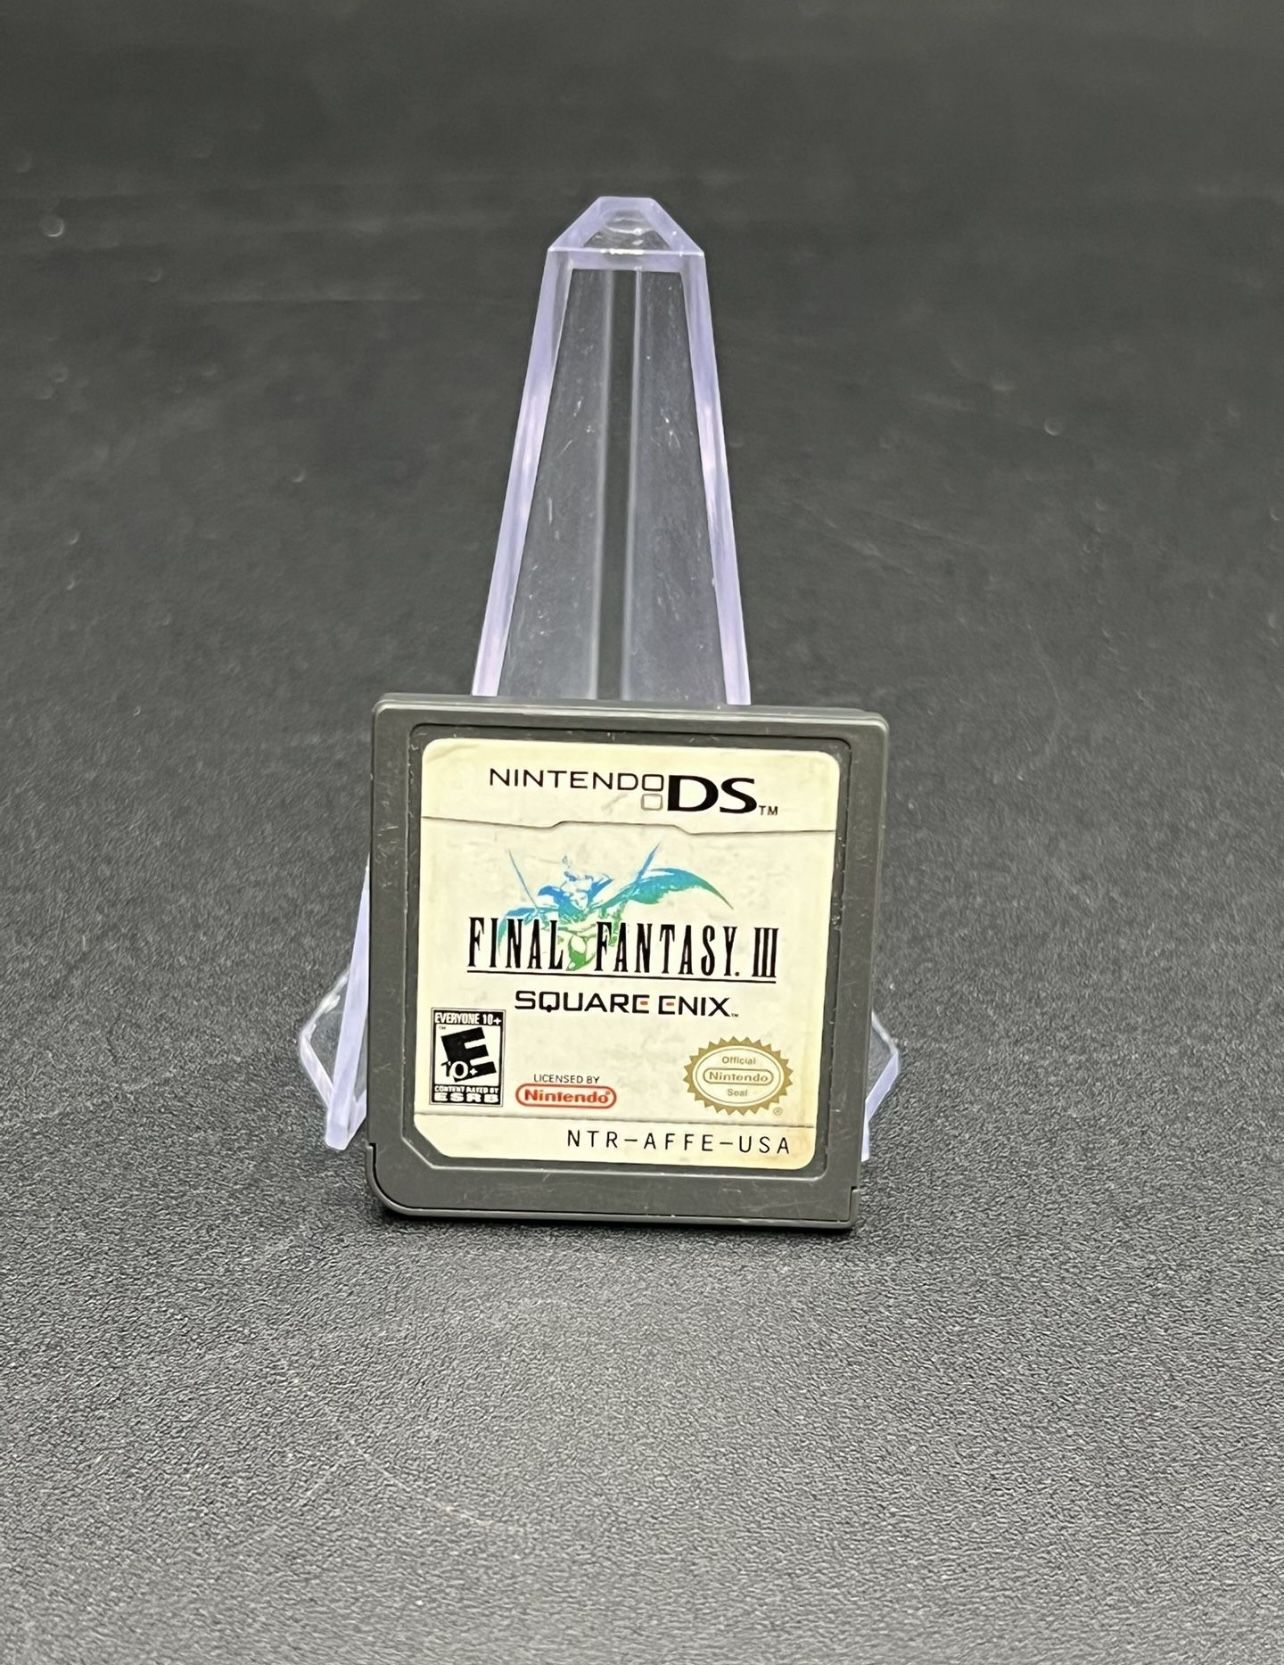 NINTENDO DS™
FINAL FANTASY. III
SQUARE ENIX™
EVERYONE 10+
™
E
10+
CONTENT RATED BY
ESRB
LICENSED BY
Nintendo®
Official
Nintendo
Seal
®
NTR-AFFE-USA